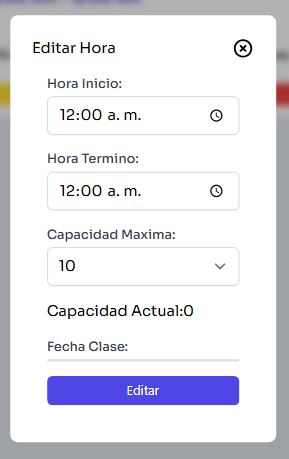 Editar Hora
Hora Inicio:
12:00 a. m.
Hora Termino:
12:00 a. m.
Capacidad Maxima:
10
Capacidad Actual:0
Fecha Clase:
Editar